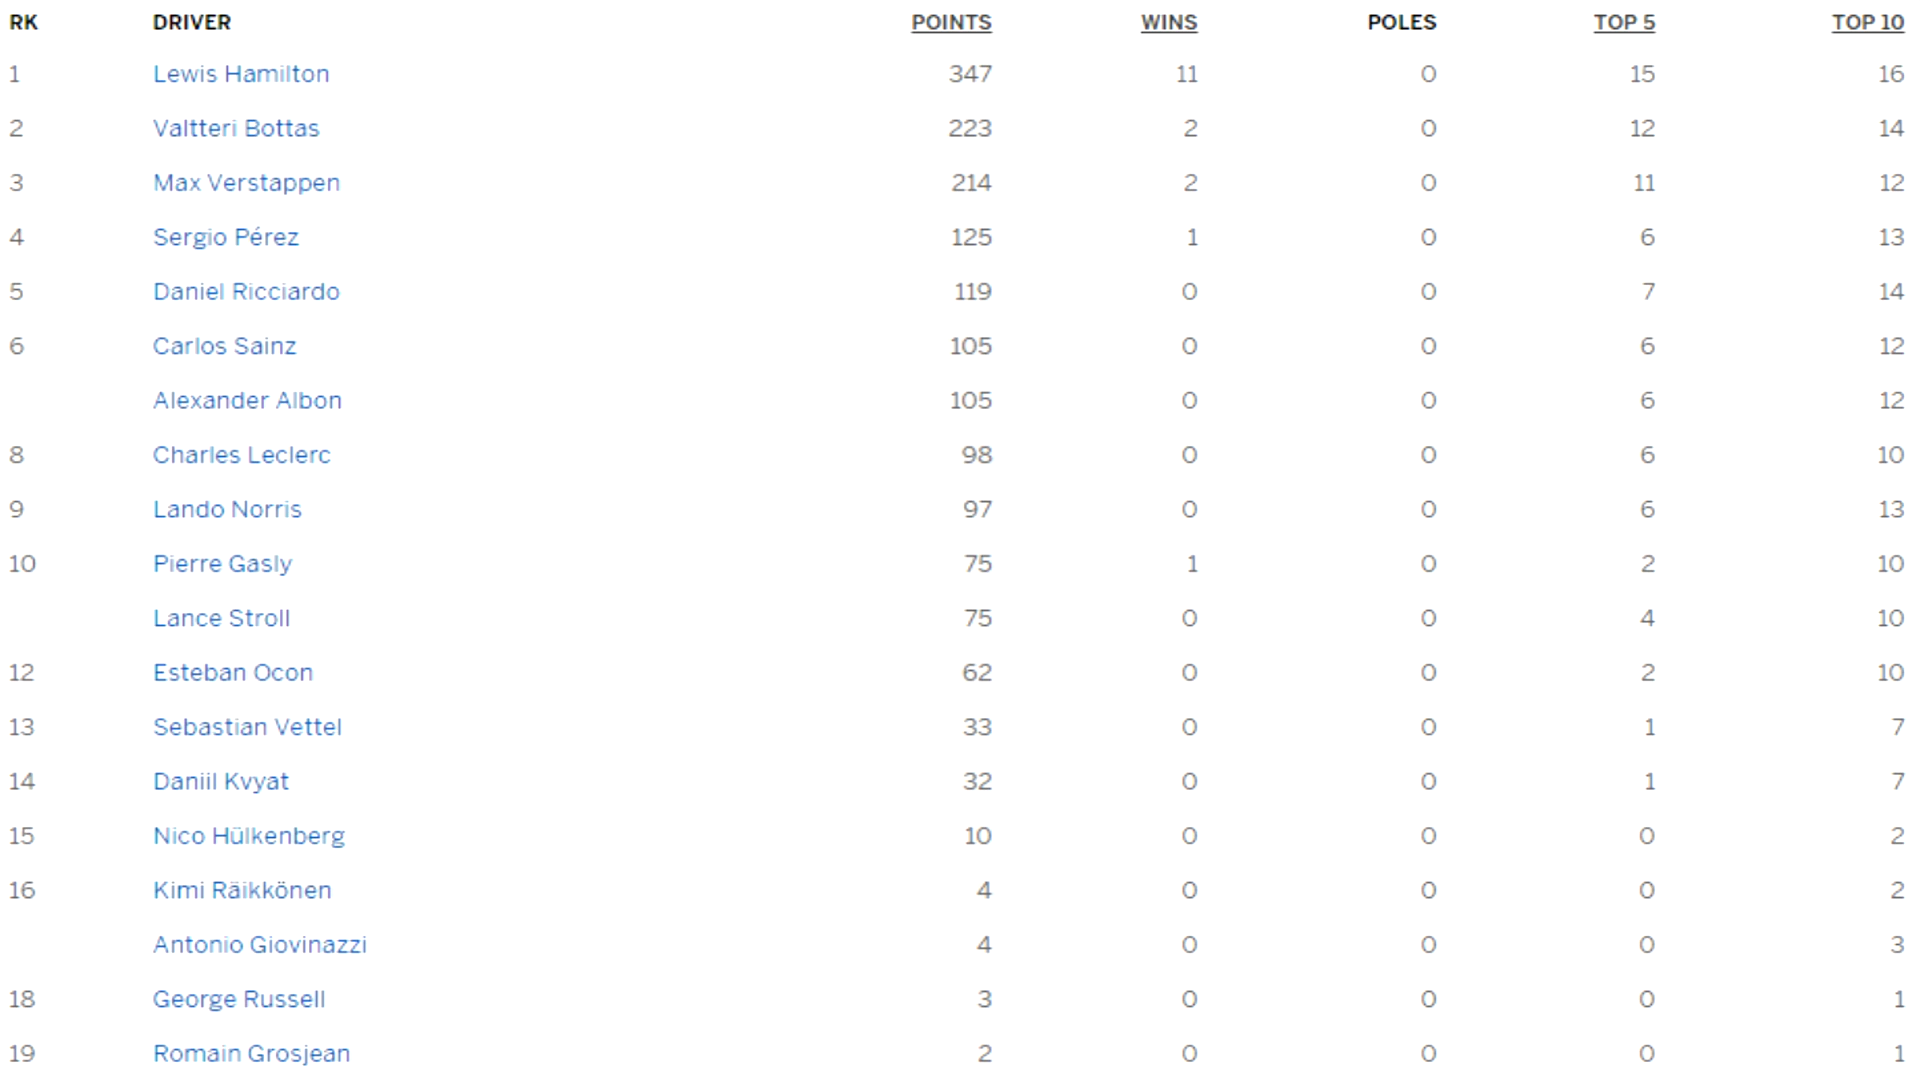 RK DRIVER POINTS WINS POLES TOP 5 TOP 10
1 Lewis Hamilton 347 11 0 15 16
2 Valtteri Bottas 223 2 0 12 14
3 Max Verstappen 214 2 0 11 12
4 Sergio Pérez 125 1 0 6 13
5 Daniel Ricciardo 119 0 0 7 14
6 Carlos Sainz 105 0 0 6 12
Alexander Albon 105 0 0 6 12
8 Charles Leclerc 98 0 0 6 10
9 Lando Norris 97 0 0 6 13
10 Pierre Gasly 75 1 0 2 10
Lance Stroll 75 0 0 4 10
12 Esteban Ocon 62 0 0 2 10
13 Sebastian Vettel 33 0 0 1 7
14 Daniil Kvyat 32 0 0 1 7
15 Nico Hülkenberg 10 0 0 0 2
16 Kimi Räikkönen 4 0 0 0 2
Antonio Giovinazzi 4 0 0 0 3
18 George Russell 3 0 0 0 1
19 Romain Grosjean 2 0 0 0 1